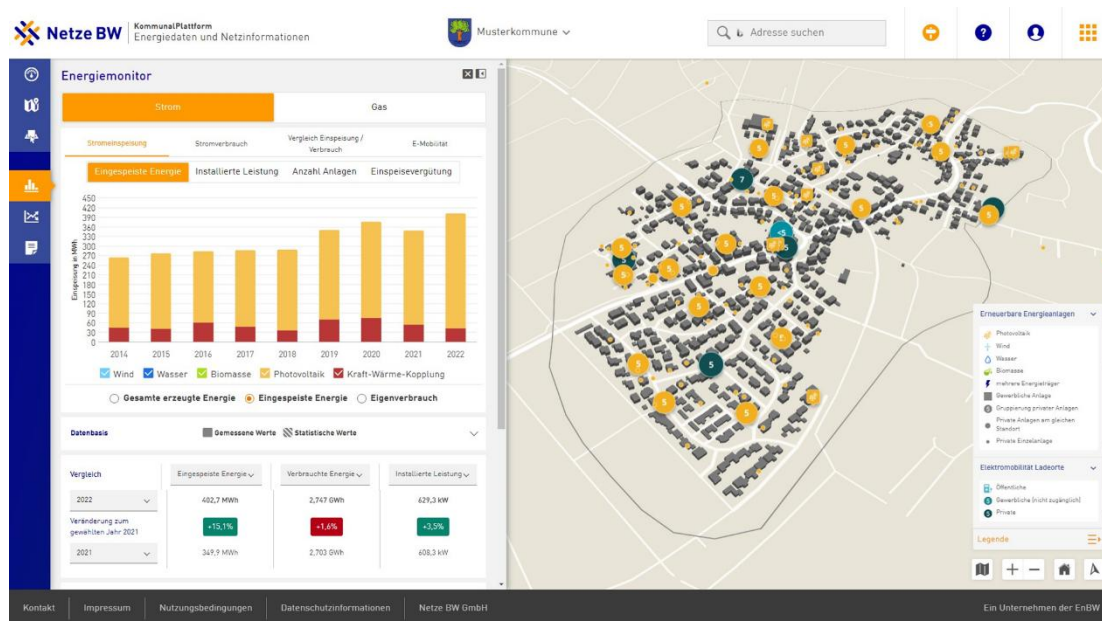 Netze BW
KommunalPlattform
Energiedaten und Netzinformationen
Musterkommune
Adresse suchen
Energiemonitor
Strom
Gas
Stromeinspeisung
Stromverbrauch
Vergleich Einspeisung /
Verbrauch
E-Mobilität
Eingespeiste Energie
Installierte Leistung
Anzahl Anlagen
Einspeisevergütung
Einspeisung in MWh
450
420
390
360
330
300
270
240
210
180
150
120
90
60
30
0
2014 2015 2016 2017 2018 2019 2020 2021 2022
Wind Wasser Biomasse Photovoltaik Kraft-Wärme-Kopplung
Gesamte erzeugte Energie Eingespeiste Energie Eigenverbrauch
Datenbasis Gemessene Werte Statistische Werte
Vergleich Eingespeiste Energie Verbrauchte Energie Installierte Leistung
2022 402,7 MWh 2,747 GWh 629,3 kW
Veränderung zum
gewählten Jahr 2021
+15,1% +1,6% +3,5%
2021 349,9 MWh 2,703 GWh 608,3 kW
7
<5
5
S
Erneuerbare Energieanlagen
Photovoltaik
Wind
Wasser
Biomasse
mehrere Energieträger
Gewerbliche Anlage
Gruppierung privater Anlagen
Private Anlagen am gleichen
Standort
Private Einzelanlage
Elektromobilität Ladeorte
Öffentliche
Gewerbliche (nicht zugänglich)
Private
Legende
Kontakt Impressum Nutzungsbedingungen Datenschutzinformationen Netze BW GmbH
Ein Unternehmen der EnBW